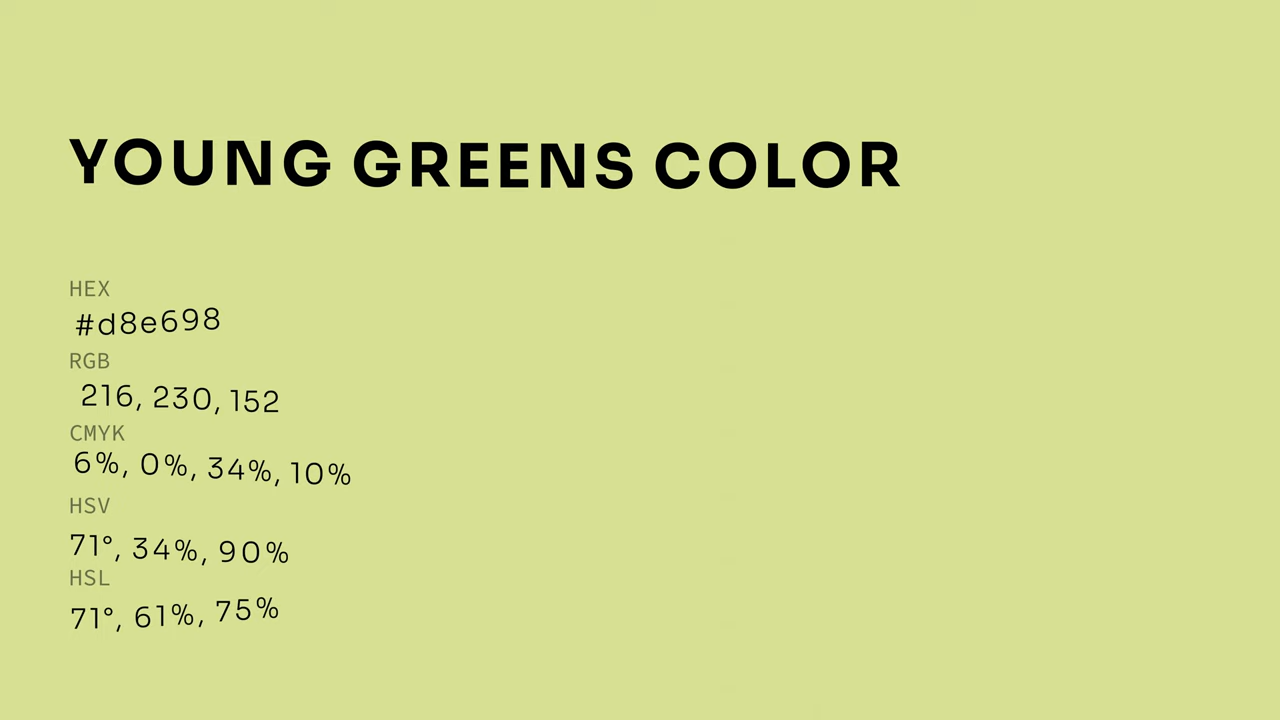 YOUNG GREENS COLOR
HEX
#d8e698
RGB
216, 230, 152
CMYK
6%, 0%, 34%, 10%
HSV
71°, 34%, 90%
HSL
71°, 61%, 75%